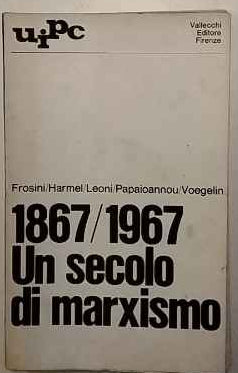 uipc
Vallecchi
Editore
Firenze
Frosini/Harmel/Leoni/Papaioannou/Voegelin
1867/1967
Un secolo
di marxismo